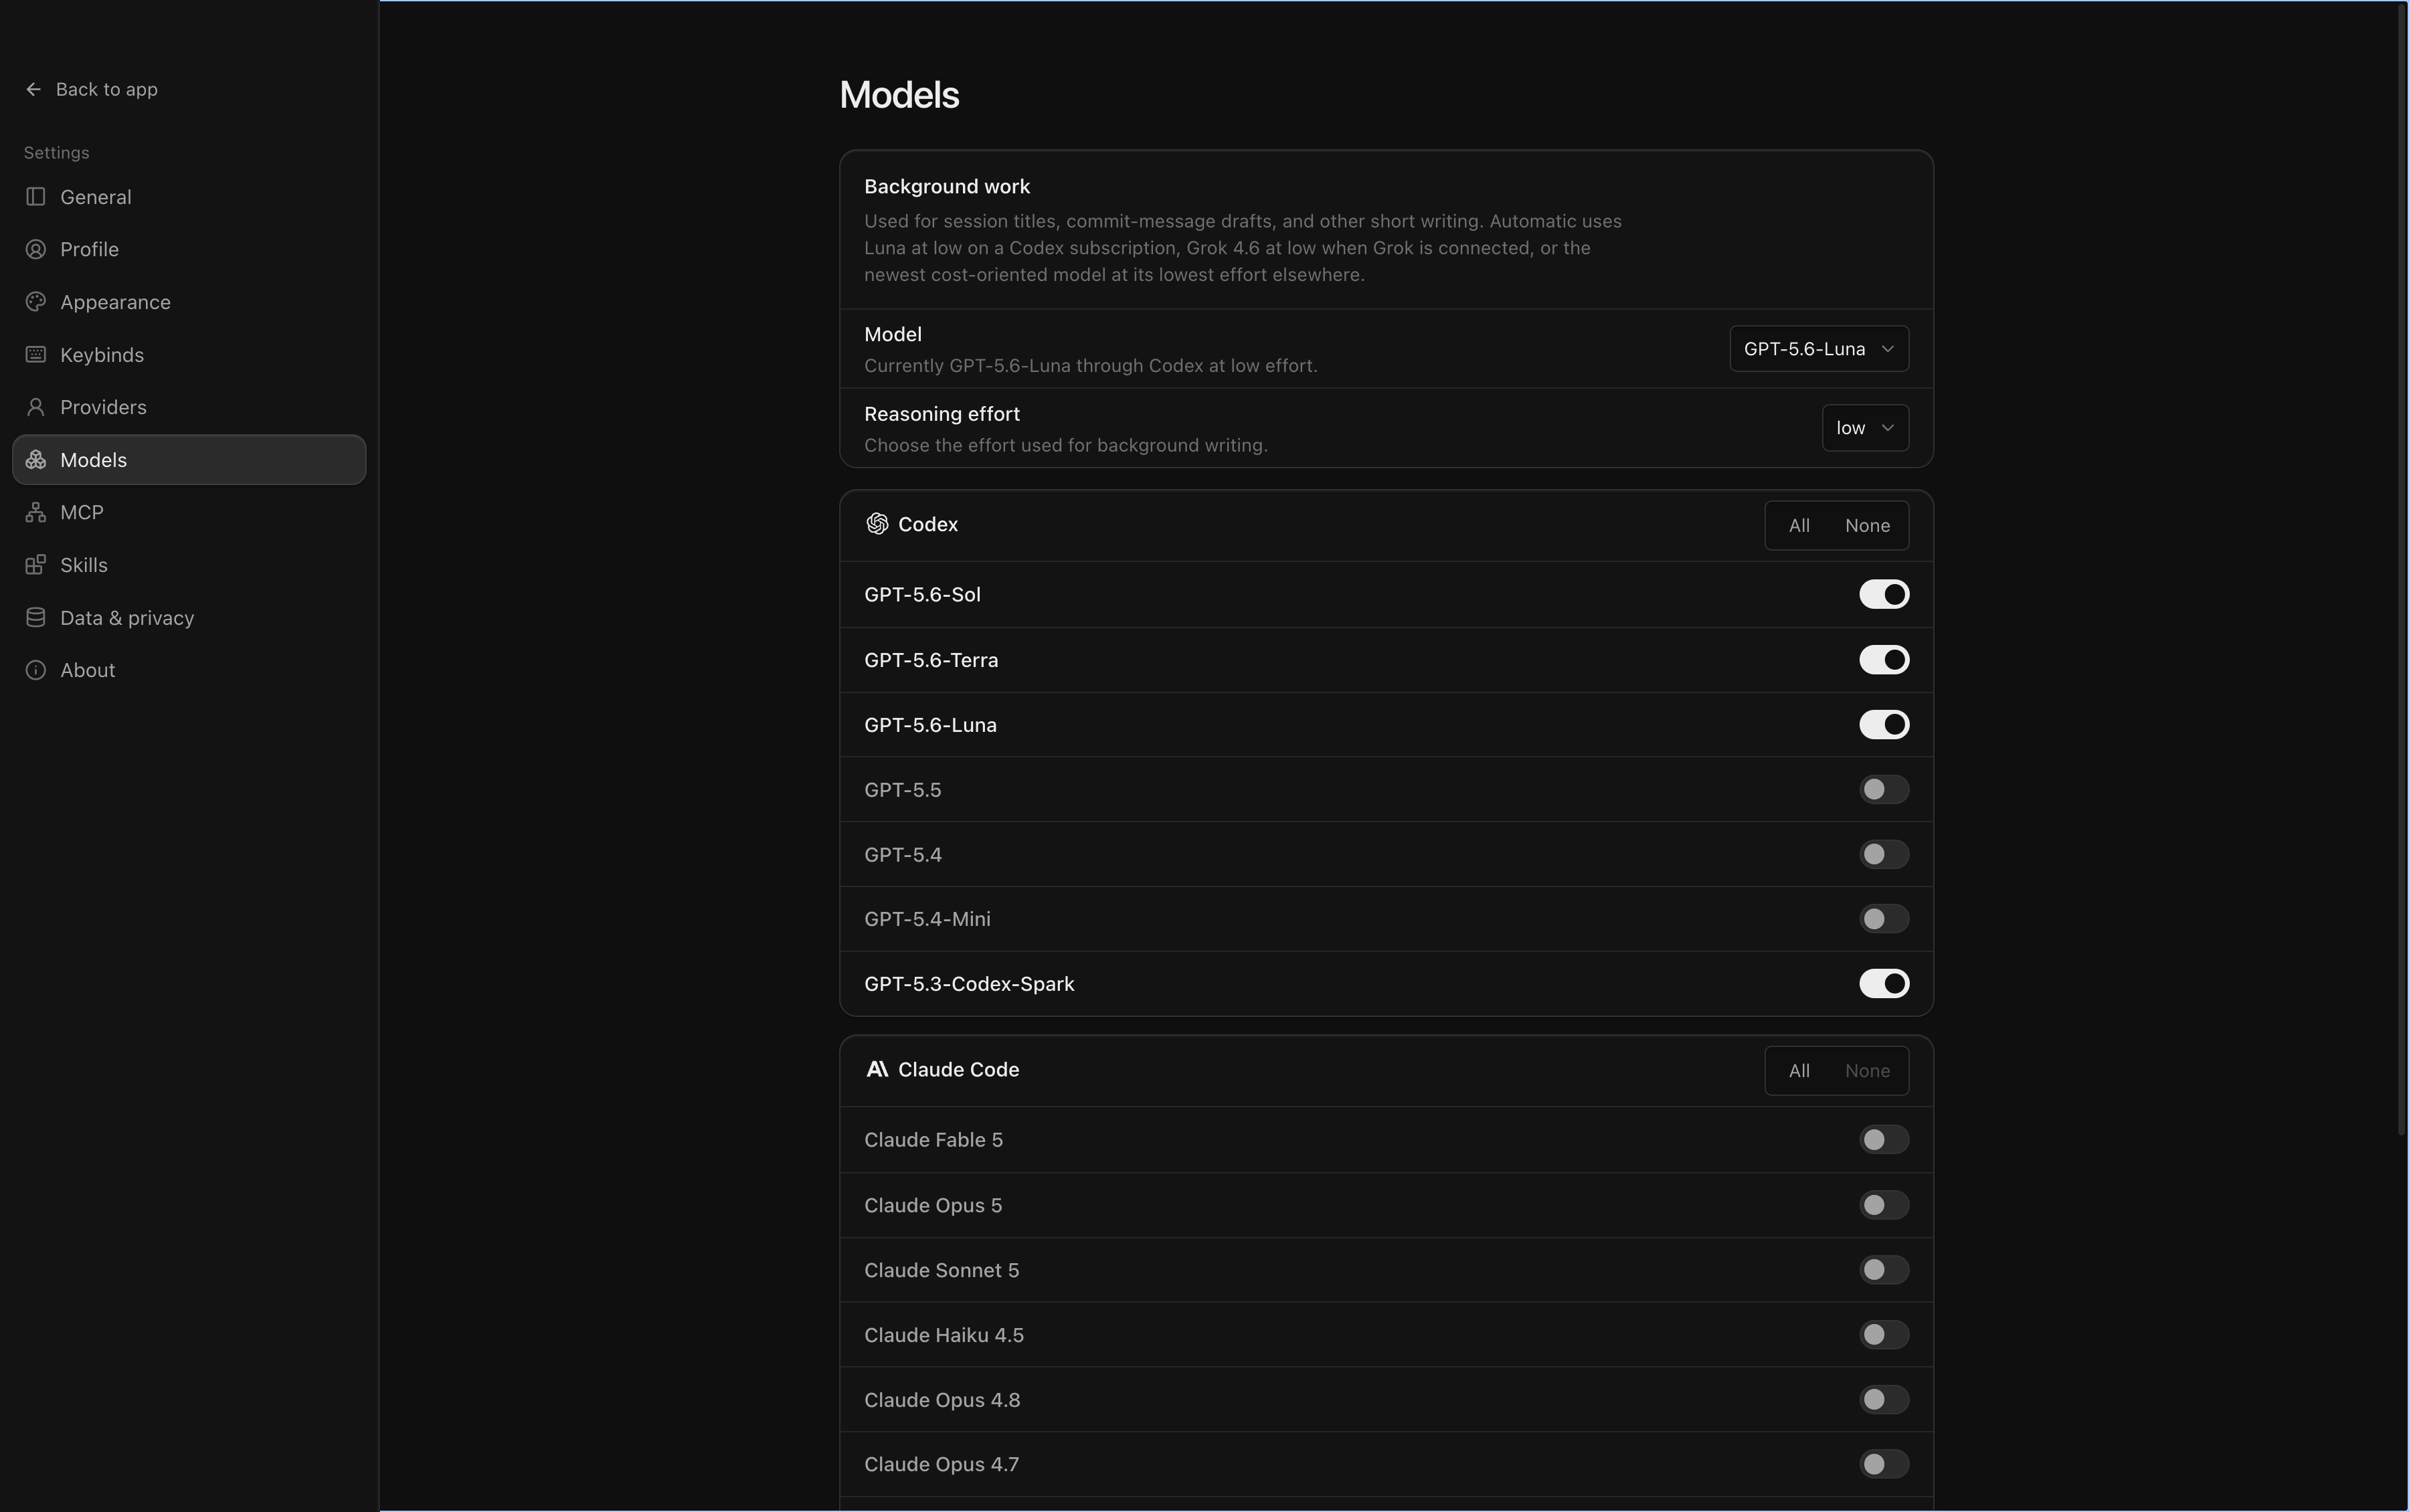 Back to app
Settings
General
Profile
Appearance
Keybinds
Providers
Models
MCP
Skills
Data & privacy
About
Models
Background work
Used for session titles, commit-message drafts, and other short writing. Automatic uses
Luna at low on a Codex subscription, Grok 4.6 at low when Grok is connected, or the
newest cost-oriented model at its lowest effort elsewhere.
Model
Currently GPT-5.6-Luna through Codex at low effort.
GPT-5.6-Luna
Reasoning effort
Choose the effort used for background writing.
low
Codex
All None
GPT-5.6-Sol
GPT-5.6-Terra
GPT-5.6-Luna
GPT-5.5
GPT-5.4
GPT-5.4-Mini
GPT-5.3-Codex-Spark
Claude Code
All None
Claude Fable 5
Claude Opus 5
Claude Sonnet 5
Claude Haiku 4.5
Claude Opus 4.8
Claude Opus 4.7